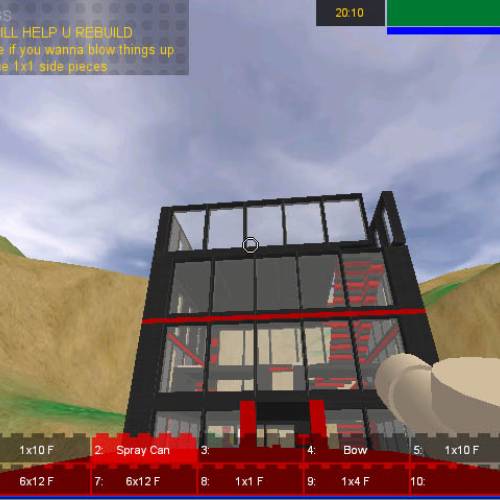 SS
20:10
ILL HELP U REBUILD
e if you wanna blow things up
e 1x1 side pieces
1x10 F 2: Spray Can 3: 4: Bow 5: 1x10 F
6x12 F 7: 6x12 F 8: 1x1 F 9: 1x4 F 10: